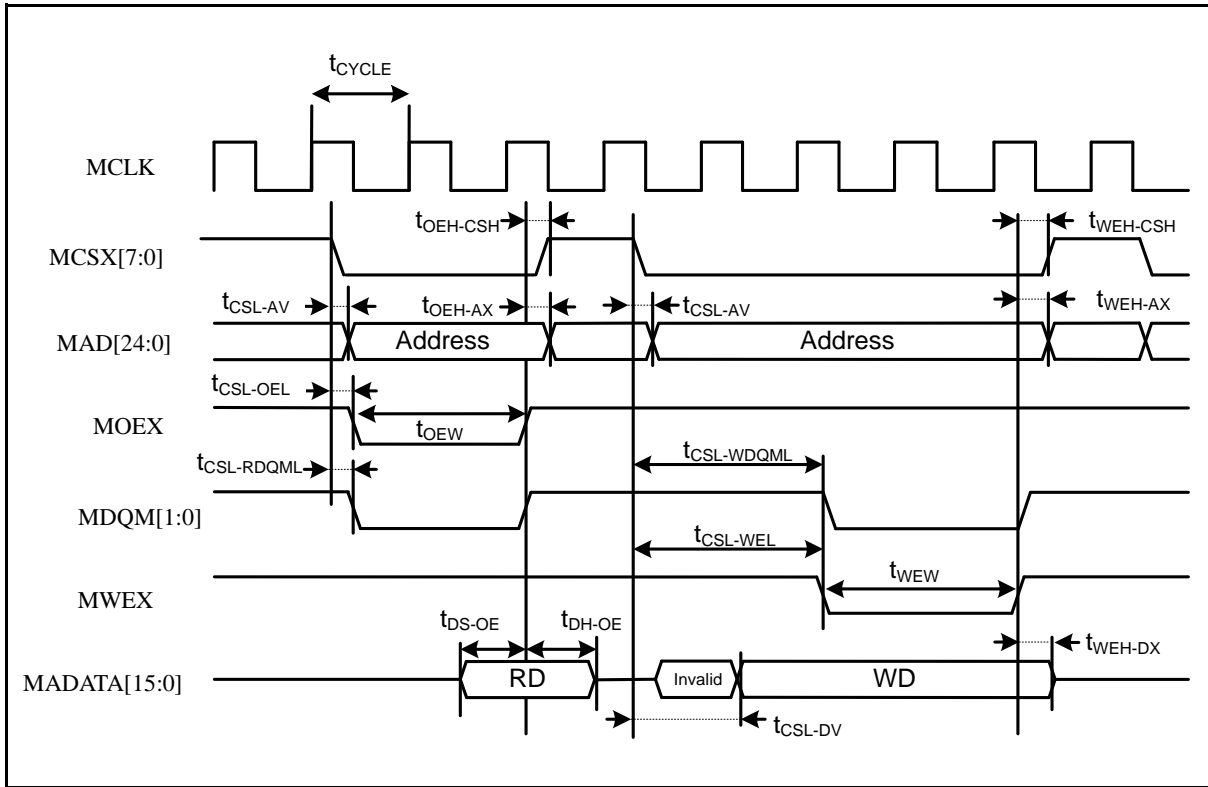 tCYCLE
MCLK
tOEH-CSH
tWEH-CSH
MCSX[7:0]
tCSL-AV
tOEH-AX
tCSL-AV
tWEH-AX
MAD[24:0]
Address
Address
tCSL-OEL
MOEX
tOEW
tCSL-RDQML
tCSL-WDQML
MDQM[1:0]
tCSL-WEL
tWEW
MWEX
tDS-OE
tDH-OE
tWEH-DX
MADATA[15:0]
RD
Invalid
WD
tCSL-DV